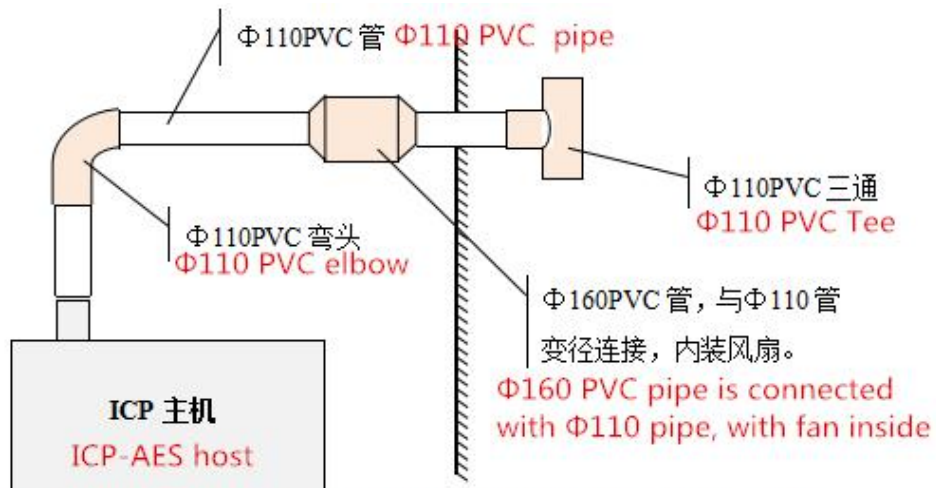 Φ110PVC 管 Φ110 PVC pipe
Φ110PVC 三通
Φ110 PVC Tee
Φ110PVC 弯头
Φ110 PVC elbow
Φ160PVC 管，与Φ110 管
变径连接，内装风扇。
Φ160 PVC pipe is connected
with Φ110 pipe, with fan inside
ICP 主机
ICP-AES host